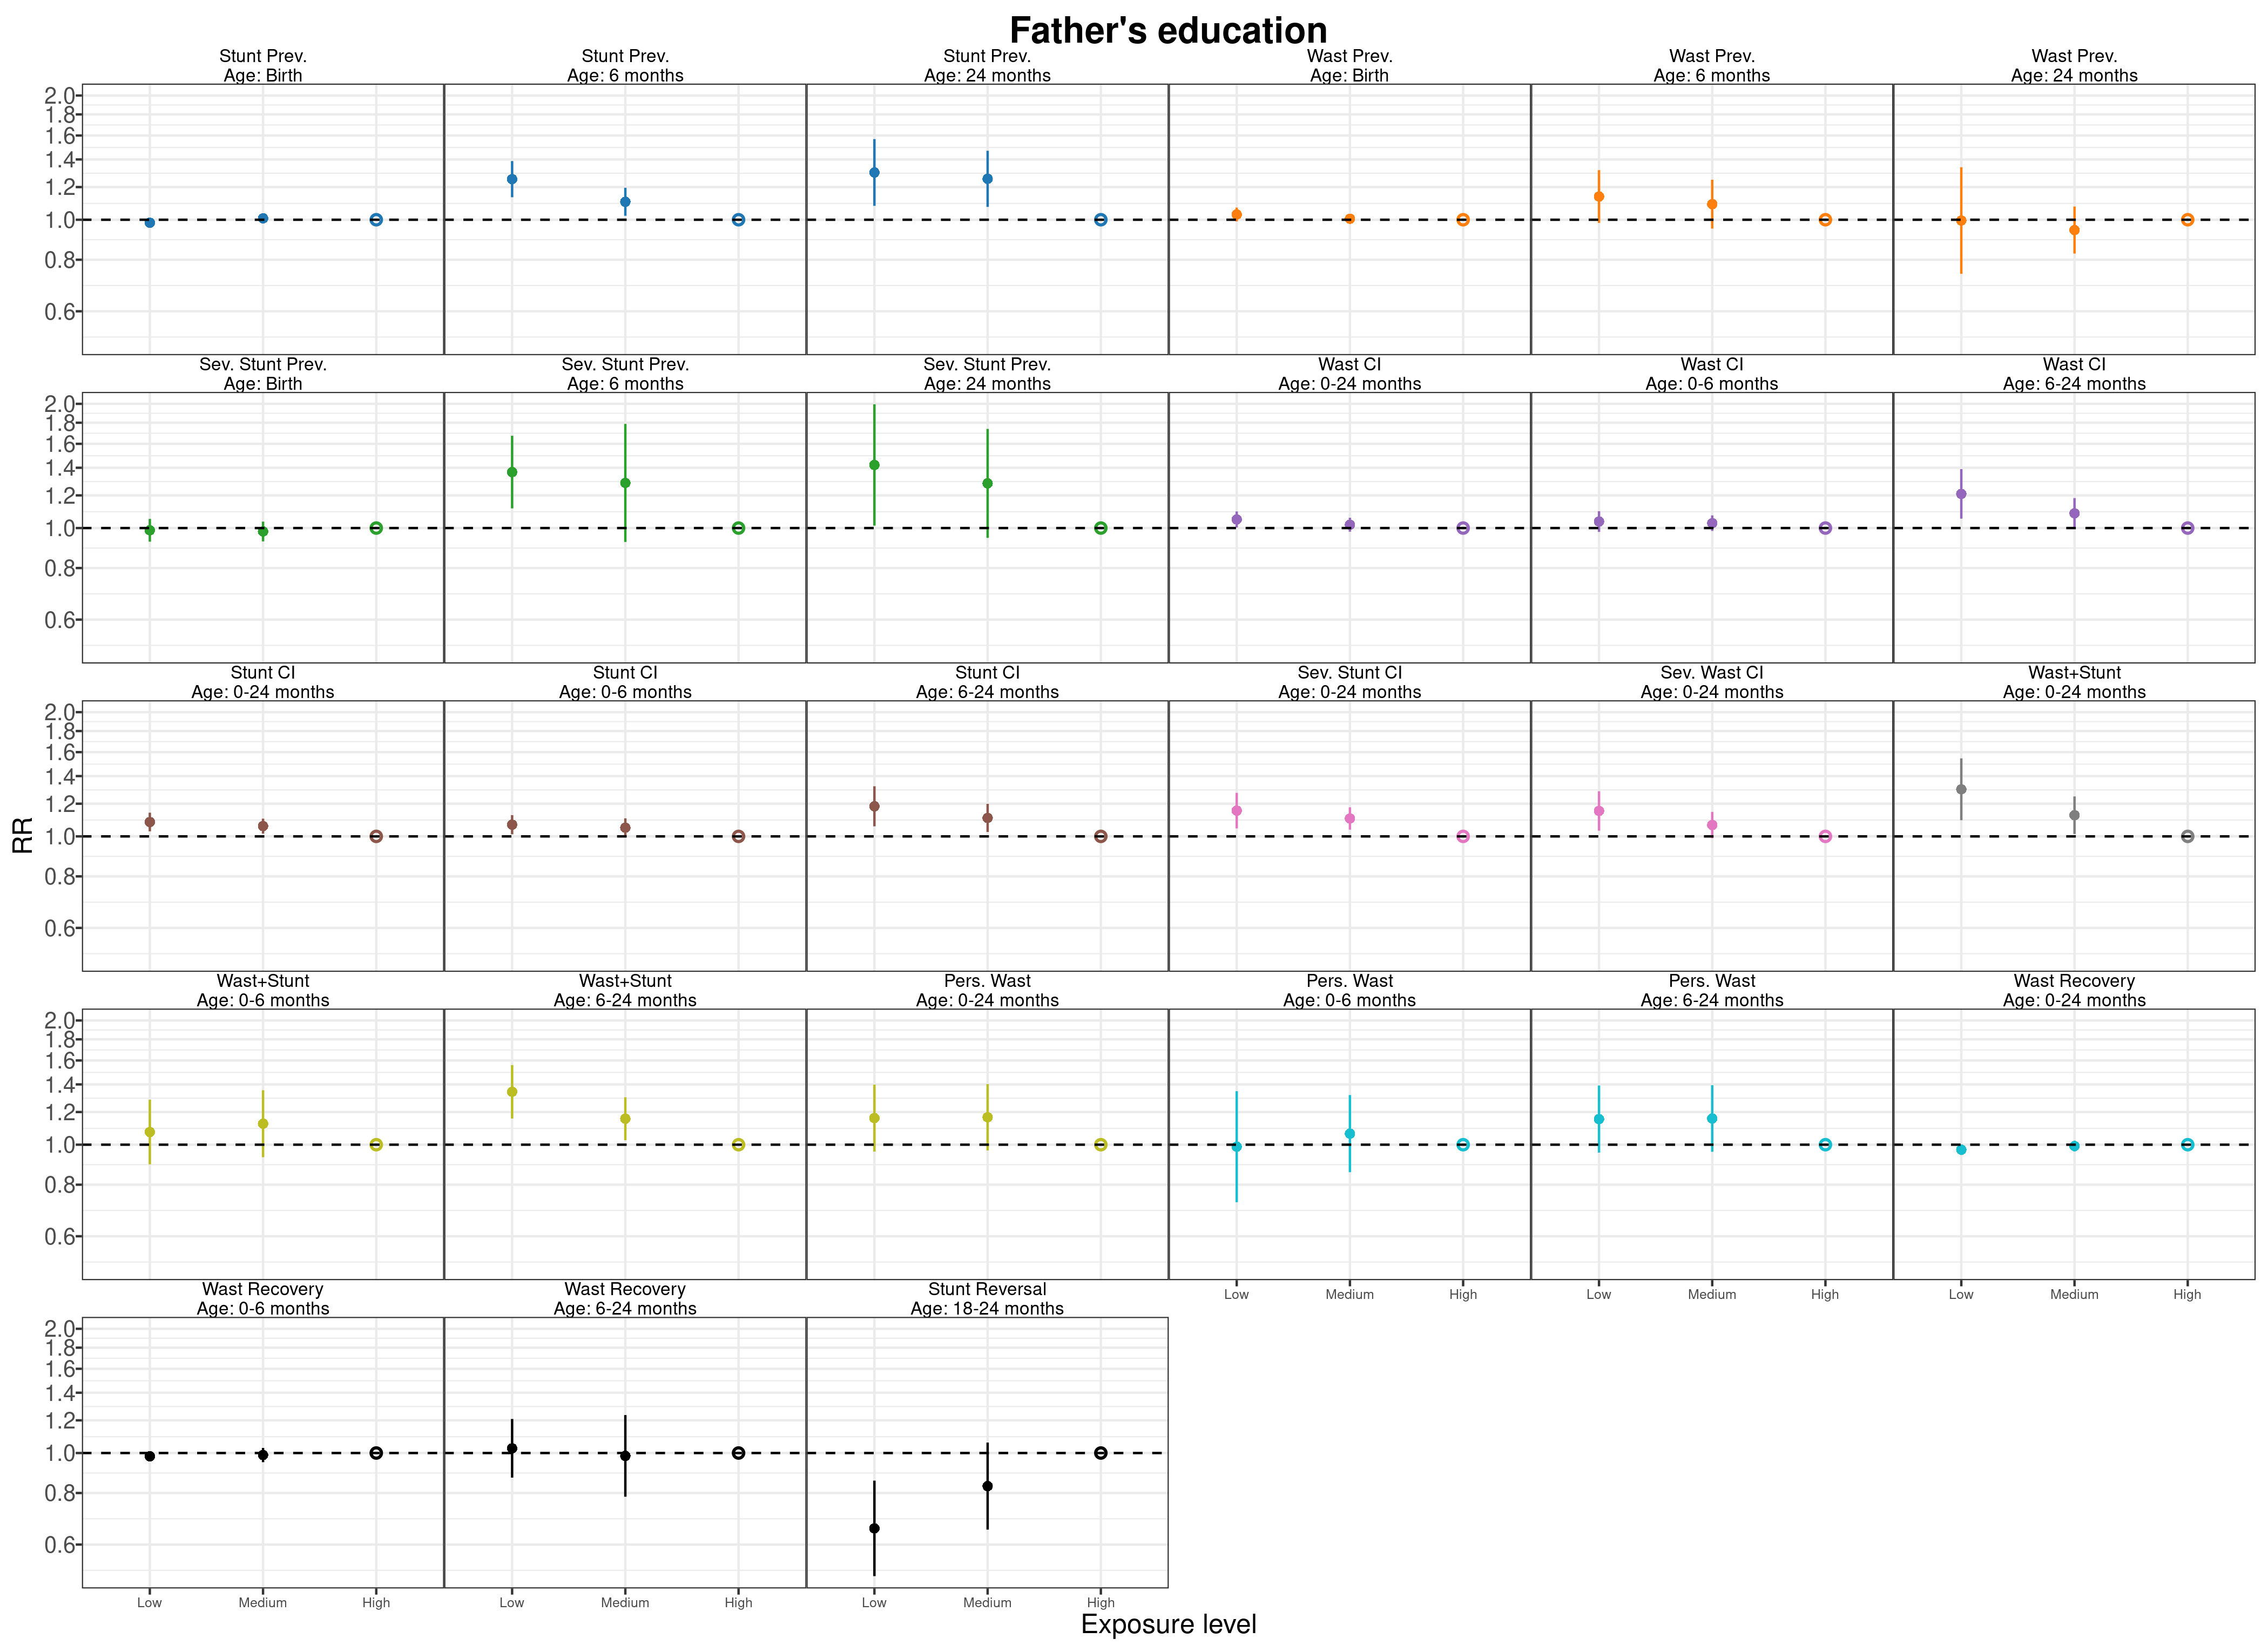 Father's education
Stunt Prev.
Age: Birth
Stunt Prev.
Age: 6 months
Stunt Prev.
Age: 24 months
Wast Prev.
Age: Birth
Wast Prev.
Age: 6 months
Wast Prev.
Age: 24 months
2.0
1.8
1.6
1.4
1.2
1.0
0.8
0.6
Sev. Stunt Prev.
Age: Birth
Sev. Stunt Prev.
Age: 6 months
Sev. Stunt Prev.
Age: 24 months
Wast CI
Age: 0-24 months
Wast CI
Age: 0-6 months
Wast CI
Age: 6-24 months
2.0
1.8
1.6
1.4
1.2
1.0
0.8
0.6
Stunt CI
Age: 0-24 months
Stunt CI
Age: 0-6 months
Stunt CI
Age: 6-24 months
Sev. Stunt CI
Age: 0-24 months
Sev. Wast CI
Age: 0-24 months
Wast+Stunt
Age: 0-24 months
2.0
1.8
1.6
1.4
1.2
1.0
0.8
0.6
RR
Wast+Stunt
Age: 0-6 months
Wast+Stunt
Age: 6-24 months
Pers. Wast
Age: 0-24 months
Pers. Wast
Age: 0-6 months
Pers. Wast
Age: 6-24 months
Wast Recovery
Age: 0-24 months
2.0
1.8
1.6
1.4
1.2
1.0
0.8
0.6
Low Medium High
Low Medium High
Low Medium High
Wast Recovery
Age: 0-6 months
Wast Recovery
Age: 6-24 months
Stunt Reversal
Age: 18-24 months
2.0
1.8
1.6
1.4
1.2
1.0
0.8
0.6
Low Medium High
Low Medium High
Low Medium High
Exposure level